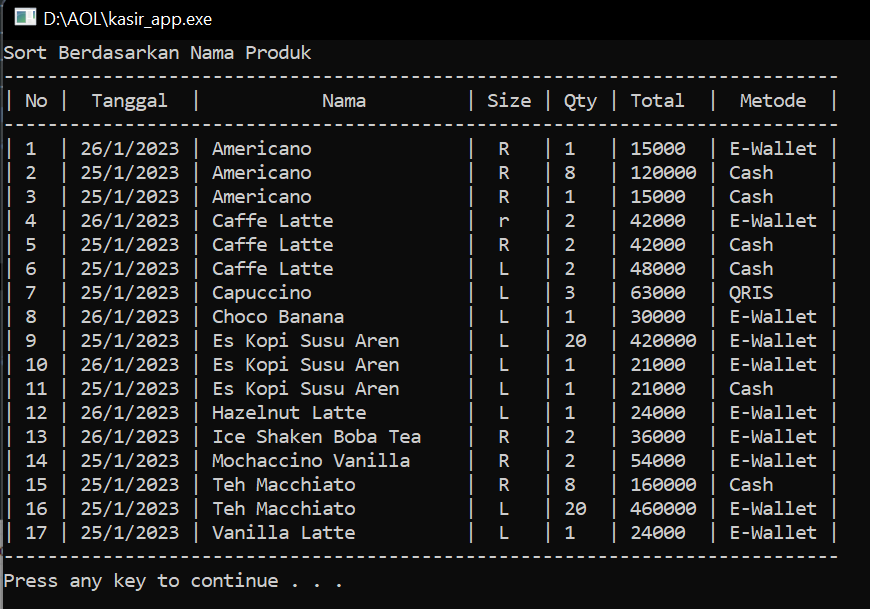 D:\AOL\kasir_app.exe
Sort Berdasarkan Nama Produk
----------------------------------------------------------------------------
| No |  Tanggal  |           Nama         | Size | Qty | Total  |  Metode  |
----------------------------------------------------------------------------
| 1  | 26/1/2023 | Americano              |  R   | 1   | 15000  | E-Wallet |
| 2  | 25/1/2023 | Americano              |  R   | 8   | 120000 | Cash     |
| 3  | 25/1/2023 | Americano              |  R   | 1   | 15000  | Cash     |
| 4  | 26/1/2023 | Caffe Latte            |  r   | 2   | 42000  | E-Wallet |
| 5  | 25/1/2023 | Caffe Latte            |  R   | 2   | 42000  | Cash     |
| 6  | 25/1/2023 | Caffe Latte            |  L   | 2   | 48000  | Cash     |
| 7  | 25/1/2023 | Capuccino              |  L   | 3   | 63000  | QRIS     |
| 8  | 26/1/2023 | Choco Banana           |  L   | 1   | 30000  | E-Wallet |
| 9  | 25/1/2023 | Es Kopi Susu Aren      |  L   | 20  | 420000 | E-Wallet |
| 10 | 26/1/2023 | Es Kopi Susu Aren      |  L   | 1   | 21000  | E-Wallet |
| 11 | 25/1/2023 | Es Kopi Susu Aren      |  L   | 1   | 21000  | Cash     |
| 12 | 26/1/2023 | Hazelnut Latte         |  L   | 1   | 24000  | E-Wallet |
| 13 | 26/1/2023 | Ice Shaken Boba Tea    |  R   | 2   | 36000  | E-Wallet |
| 14 | 25/1/2023 | Mochaccino Vanilla     |  R   | 2   | 54000  | E-Wallet |
| 15 | 25/1/2023 | Teh Macchiato          |  R   | 8   | 160000 | Cash     |
| 16 | 25/1/2023 | Teh Macchiato          |  L   | 20  | 460000 | E-Wallet |
| 17 | 25/1/2023 | Vanilla Latte          |  L   | 1   | 24000  | E-Wallet |
----------------------------------------------------------------------------
Press any key to continue . . .